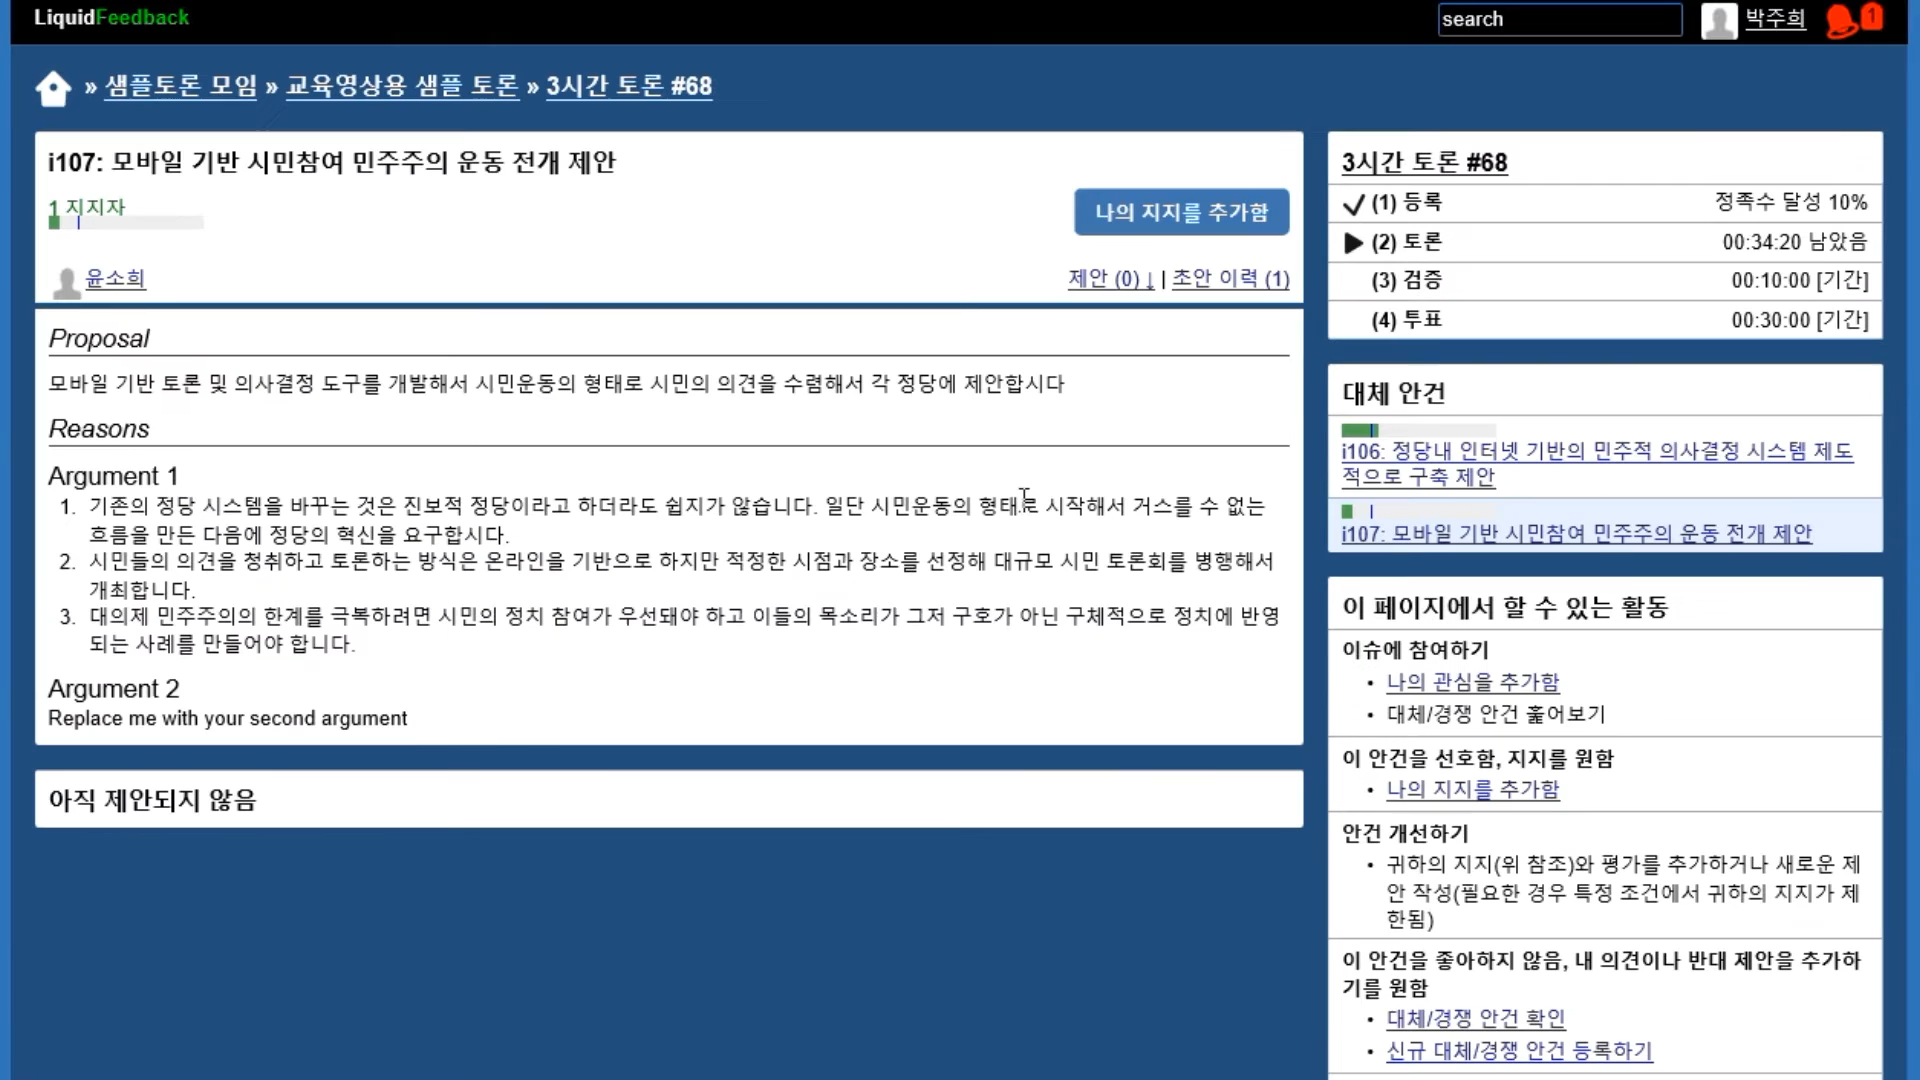 LiquidFeedback
search
박주희
1
» 샘플토론 모임 » 교육영상용 샘플 토론 » 3시간 토론 #68
i107: 모바일 기반 시민참여 민주주의 운동 전개 제안
1 지지자
나의 지지를 추가함
윤소희
제안 (0) ↓ | 초안 이력 (1)
Proposal
모바일 기반 토론 및 의사결정 도구를 개발해서 시민운동의 형태로 시민의 의견을 수렴해서 각 정당에 제안합시다
Reasons
Argument 1
1. 기존의 정당 시스템을 바꾸는 것은 진보적 정당이라고 하더라도 쉽지가 않습니다. 일단 시민운동의 형태로 시작해서 거스를 수 없는
흐름을 만든 다음에 정당의 혁신을 요구합시다.
2. 시민들의 의견을 청취하고 토론하는 방식은 온라인을 기반으로 하지만 적정한 시점과 장소를 선정해 대규모 시민 토론회를 병행해서
개최합니다.
3. 대의제 민주주의의 한계를 극복하려면 시민의 정치 참여가 우선돼야 하고 이들의 목소리가 그저 구호가 아닌 구체적으로 정치에 반영
되는 사례를 만들어야 합니다.
Argument 2
Replace me with your second argument
아직 제안되지 않음
3시간 토론 #68
(1) 등록 정족수 달성 10%
(2) 토론 00:34:20 남았음
(3) 검증 00:10:00 [기간]
(4) 투표 00:30:00 [기간]
대체 안건
i106: 정당내 인터넷 기반의 민주적 의사결정 시스템 제도
적으로 구축 제안
i107: 모바일 기반 시민참여 민주주의 운동 전개 제안
이 페이지에서 할 수 있는 활동
이슈에 참여하기
• 나의 관심을 추가함
• 대체/경쟁 안건 훑어보기
이 안건을 선호함, 지지를 원함
• 나의 지지를 추가함
안건 개선하기
• 귀하의 지지(위 참조)와 평가를 추가하거나 새로운 제
안 작성(필요한 경우 특정 조건에서 귀하의 지지가 제
한됨)
이 안건을 좋아하지 않음, 내 의견이나 반대 제안을 추가하
기를 원함
• 대체/경쟁 안건 확인
• 신규 대체/경쟁 안건 등록하기